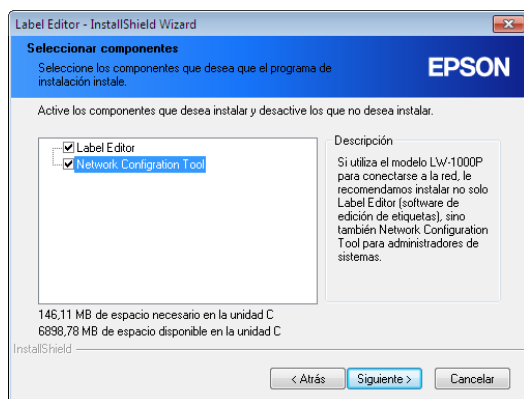 Label Editor - InstallShield Wizard
Seleccionar componentes
Seleccione los componentes que desea que el programa de
instalación instale.
EPSON
Active los componentes que desea instalar y desactive los que no desea instalar.
Label Editor
Network Configration Tool
Descripción
Si utiliza el modelo LW-1000P
para conectarse a la red, le
recomendamos instalar no solo
Label Editor (software de
edición de etiquetas), sino
también Network Configuration
Tool para administradores de
sistemas.
146,11 MB de espacio necesario en la unidad C
6898,78 MB de espacio disponible en la unidad C
InstallShield
< Atrás
Siguiente >
Cancelar